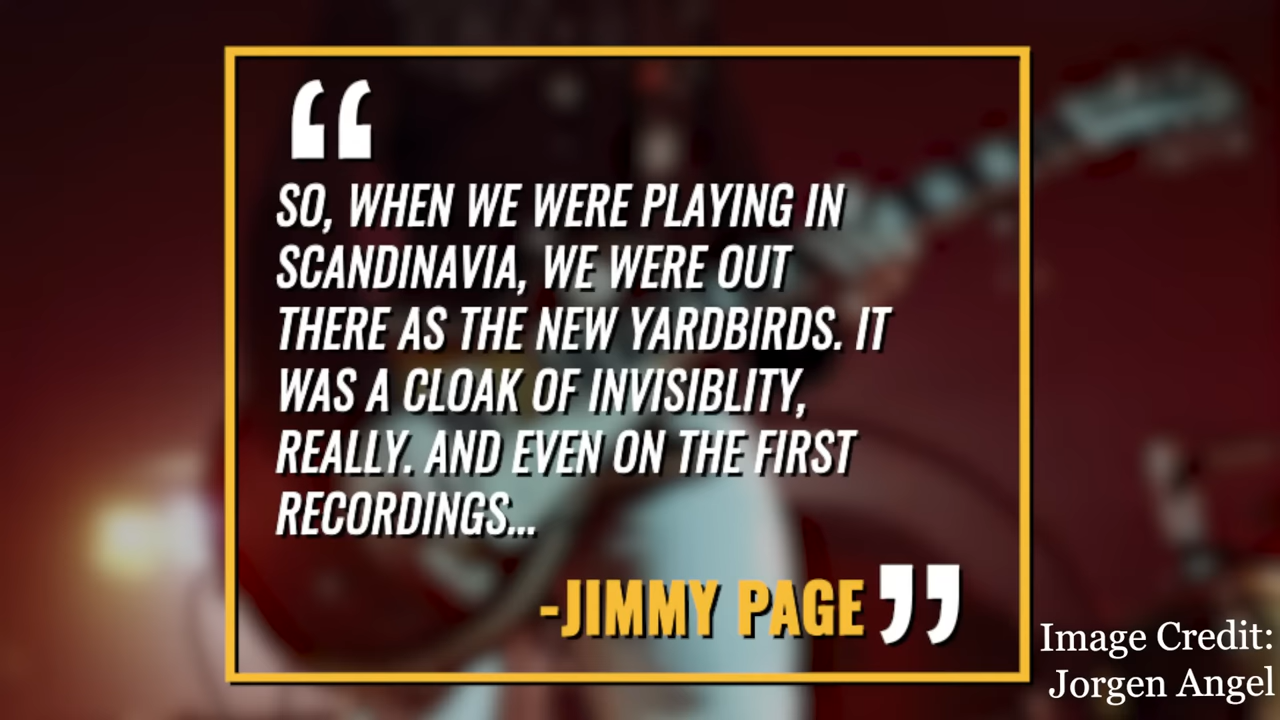 “
SO, WHEN WE WERE PLAYING IN
SCANDINAVIA, WE WERE OUT
THERE AS THE NEW YARDBIRDS. IT
WAS A CLOAK OF INVISIBLITY,
REALLY. AND EVEN ON THE FIRST
RECORDINGS...
-JIMMY PAGE ”
Image Credit:
Jorgen Angel